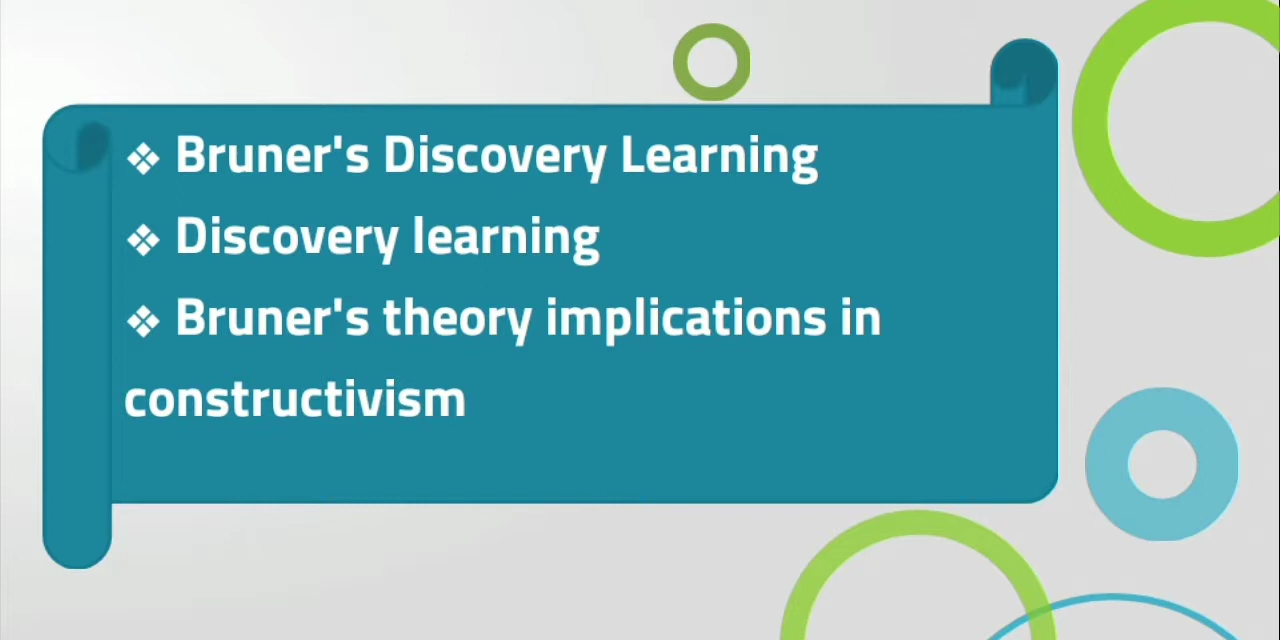 ❖ Bruner's Discovery Learning
❖ Discovery learning
❖ Bruner's theory implications in
constructivism